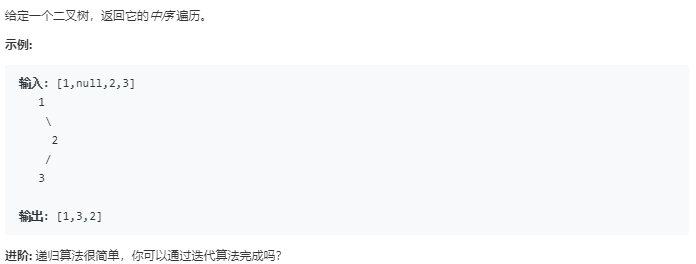 给定一个二叉树，返回它的中序 遍历。
示例:
输入: [1,null,2,3]
1
\
2
/
3
输出: [1,3,2]
进阶: 递归算法很简单，你可以通过迭代算法完成吗？